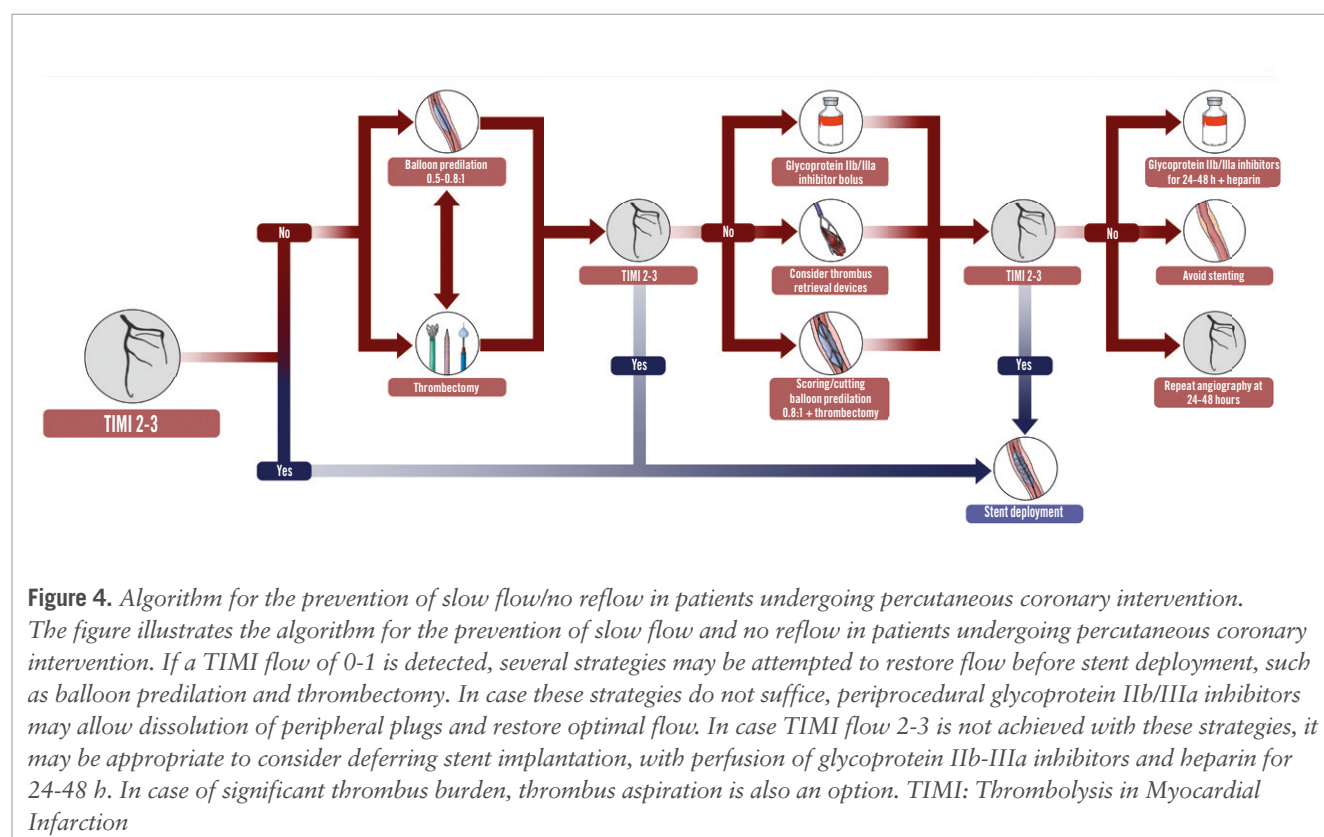 Balloon predilation
0.5-0.8:1
Glycoprotein IIb/IIIa
inhibitor bolus
Glycoprotein IIb/IIIa inhibitors
for 24-48 h + heparin
No
TIMI 2-3
No
Consider thrombus
retrieval devices
TIMI 2-3
No
Avoid stenting
TIMI 2-3
Thrombectomy
Yes
Scoring/cutting
balloon predilation
0.8:1 + thrombectomy
Yes
Repeat angiography at
24-48 hours
Yes
Stent deployment
Figure 4. Algorithm for the prevention of slow flow/no reflow in patients undergoing percutaneous coronary intervention.
The figure illustrates the algorithm for the prevention of slow flow and no reflow in patients undergoing percutaneous coronary
intervention. If a TIMI flow of 0-1 is detected, several strategies may be attempted to restore flow before stent deployment, such
as balloon predilation and thrombectomy. In case these strategies do not suffice, periprocedural glycoprotein IIb/IIIa inhibitors
may allow dissolution of peripheral plugs and restore optimal flow. In case TIMI flow 2-3 is not achieved with these strategies, it
may be appropriate to consider deferring stent implantation, with perfusion of glycoprotein IIb-IIIa inhibitors and heparin for
24-48 h. In case of significant thrombus burden, thrombus aspiration is also an option. TIMI: Thrombolysis in Myocardial
Infarction